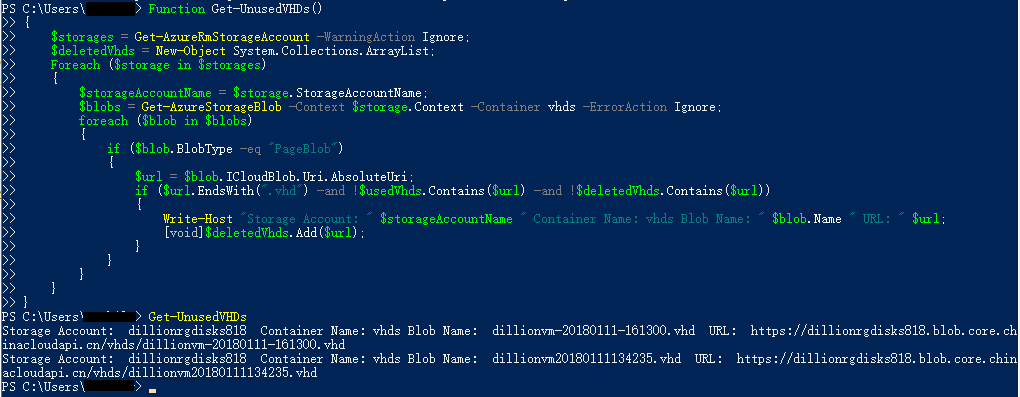 PS C:\Users\ > Function Get-UnusedVHDs()
>> {
>>     $storages = Get-AzureRmStorageAccount -WarningAction Ignore;
>>     $deletedVhds = New-Object System.Collections.ArrayList;
>>     Foreach ($storage in $storages)
>>     {
>>         $storageAccountName = $storage.StorageAccountName;
>>         $blobs = Get-AzureStorageBlob -Context $storage.Context -Container vhds -ErrorAction Ignore;
>>         foreach ($blob in $blobs)
>>         {
>>             if ($blob.BlobType -eq "PageBlob")
>>             {
>>                 $url = $blob.ICloudBlob.Uri.AbsoluteUri;
>>                 if ($url.EndsWith(".vhd") -and !$usedVhds.Contains($url) -and !$deletedVhds.Contains($url))
>>                 {
>>                     Write-Host "Storage Account: " $storageAccountName " Container Name: vhds Blob Name: " $blob.Name " URL: " $url;
>>                     [void]$deletedVhds.Add($url);
>>                 }
>>             }
>>         }
>>     }
>> }
PS C:\Users\ > Get-UnusedVHDs
Storage Account:  dillionrgdisks818  Container Name: vhds Blob Name:  dillionvm-20180111-161300.vhd  URL:  https://dillionrgdisks818.blob.core.chi
nacloudapi.cn/vhds/dillionvm-20180111-161300.vhd
Storage Account:  dillionrgdisks818  Container Name: vhds Blob Name:  dillionvm20180111134235.vhd  URL:  https://dillionrgdisks818.blob.core.chin
acloudapi.cn/vhds/dillionvm20180111134235.vhd
PS C:\Users\ >